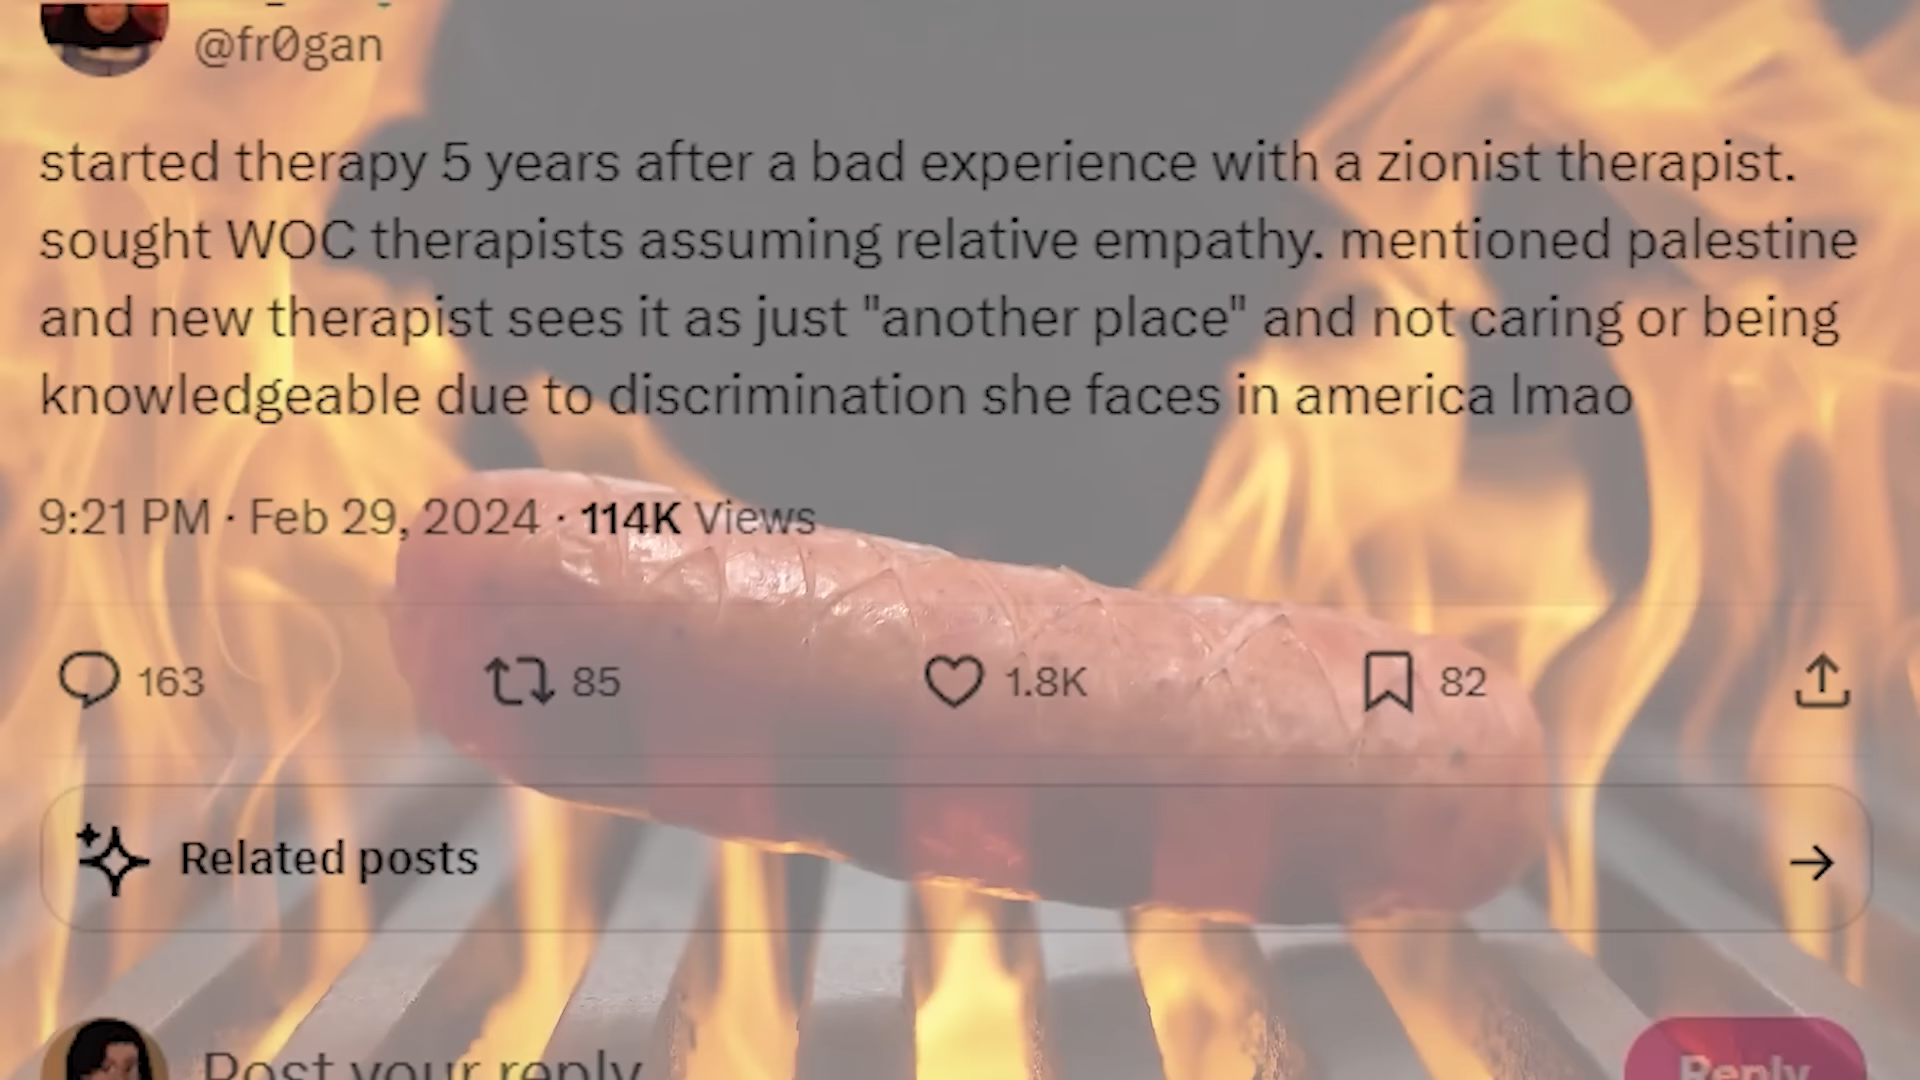 @fr0gan
started therapy 5 years after a bad experience with a zionist therapist.
sought WOC therapists assuming relative empathy. mentioned palestine
and new therapist sees it as just "another place" and not caring or being
knowledgeable due to discrimination she faces in america lmao
9:21 PM · Feb 29, 2024 · 114K Views
163 85 1.8K 82
Related posts
Post your reply
Reply